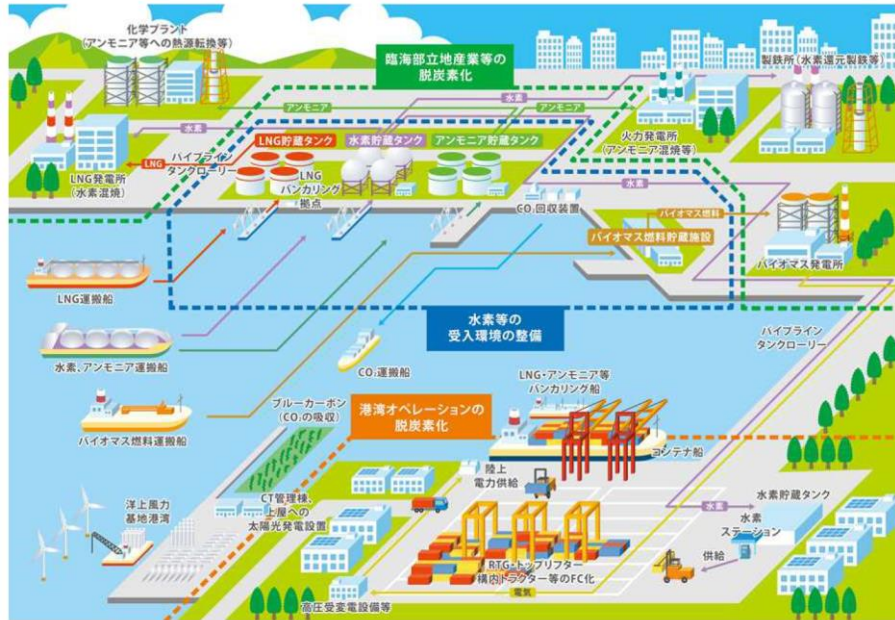 化学プラント
(アンモニア等への熱源転換等)
臨海部立地産業等の
脱炭素化
製鉄所(水素還元製鉄等)
水素
アンモニア
アンモニア
水素
LNG貯蔵タンク
水素貯蔵タンク
アンモニア貯蔵タンク
火力発電所
(アンモニア混焼等)
LNG
パイプライン
タンクローリー
LNG発電所
(水素混焼)
LNG
バンカリング
拠点
CO₂回収装置
水素
バイオマス燃料
バイオマス燃料貯蔵施設
バイオマス発電所
LNG運搬船
水素等の
受入環境の整備
パイプライン
タンクローリー
水素、アンモニア運搬船
CO₂運搬船
LNG・アンモニア等
バンカリング船
バイオマス燃料運搬船
ブルーカーボン
(CO₂の吸収)
港湾オペレーションの
脱炭素化
コンテナ船
陸上
電力供給
洋上風力
基地港湾
CT管理棟、
上屋への
太陽光発電設置
水素
水素貯蔵タンク
水素
ステーション
供給
RTG・トップリフター
構内トラクター等のFC化
電気
高圧受変電設備等